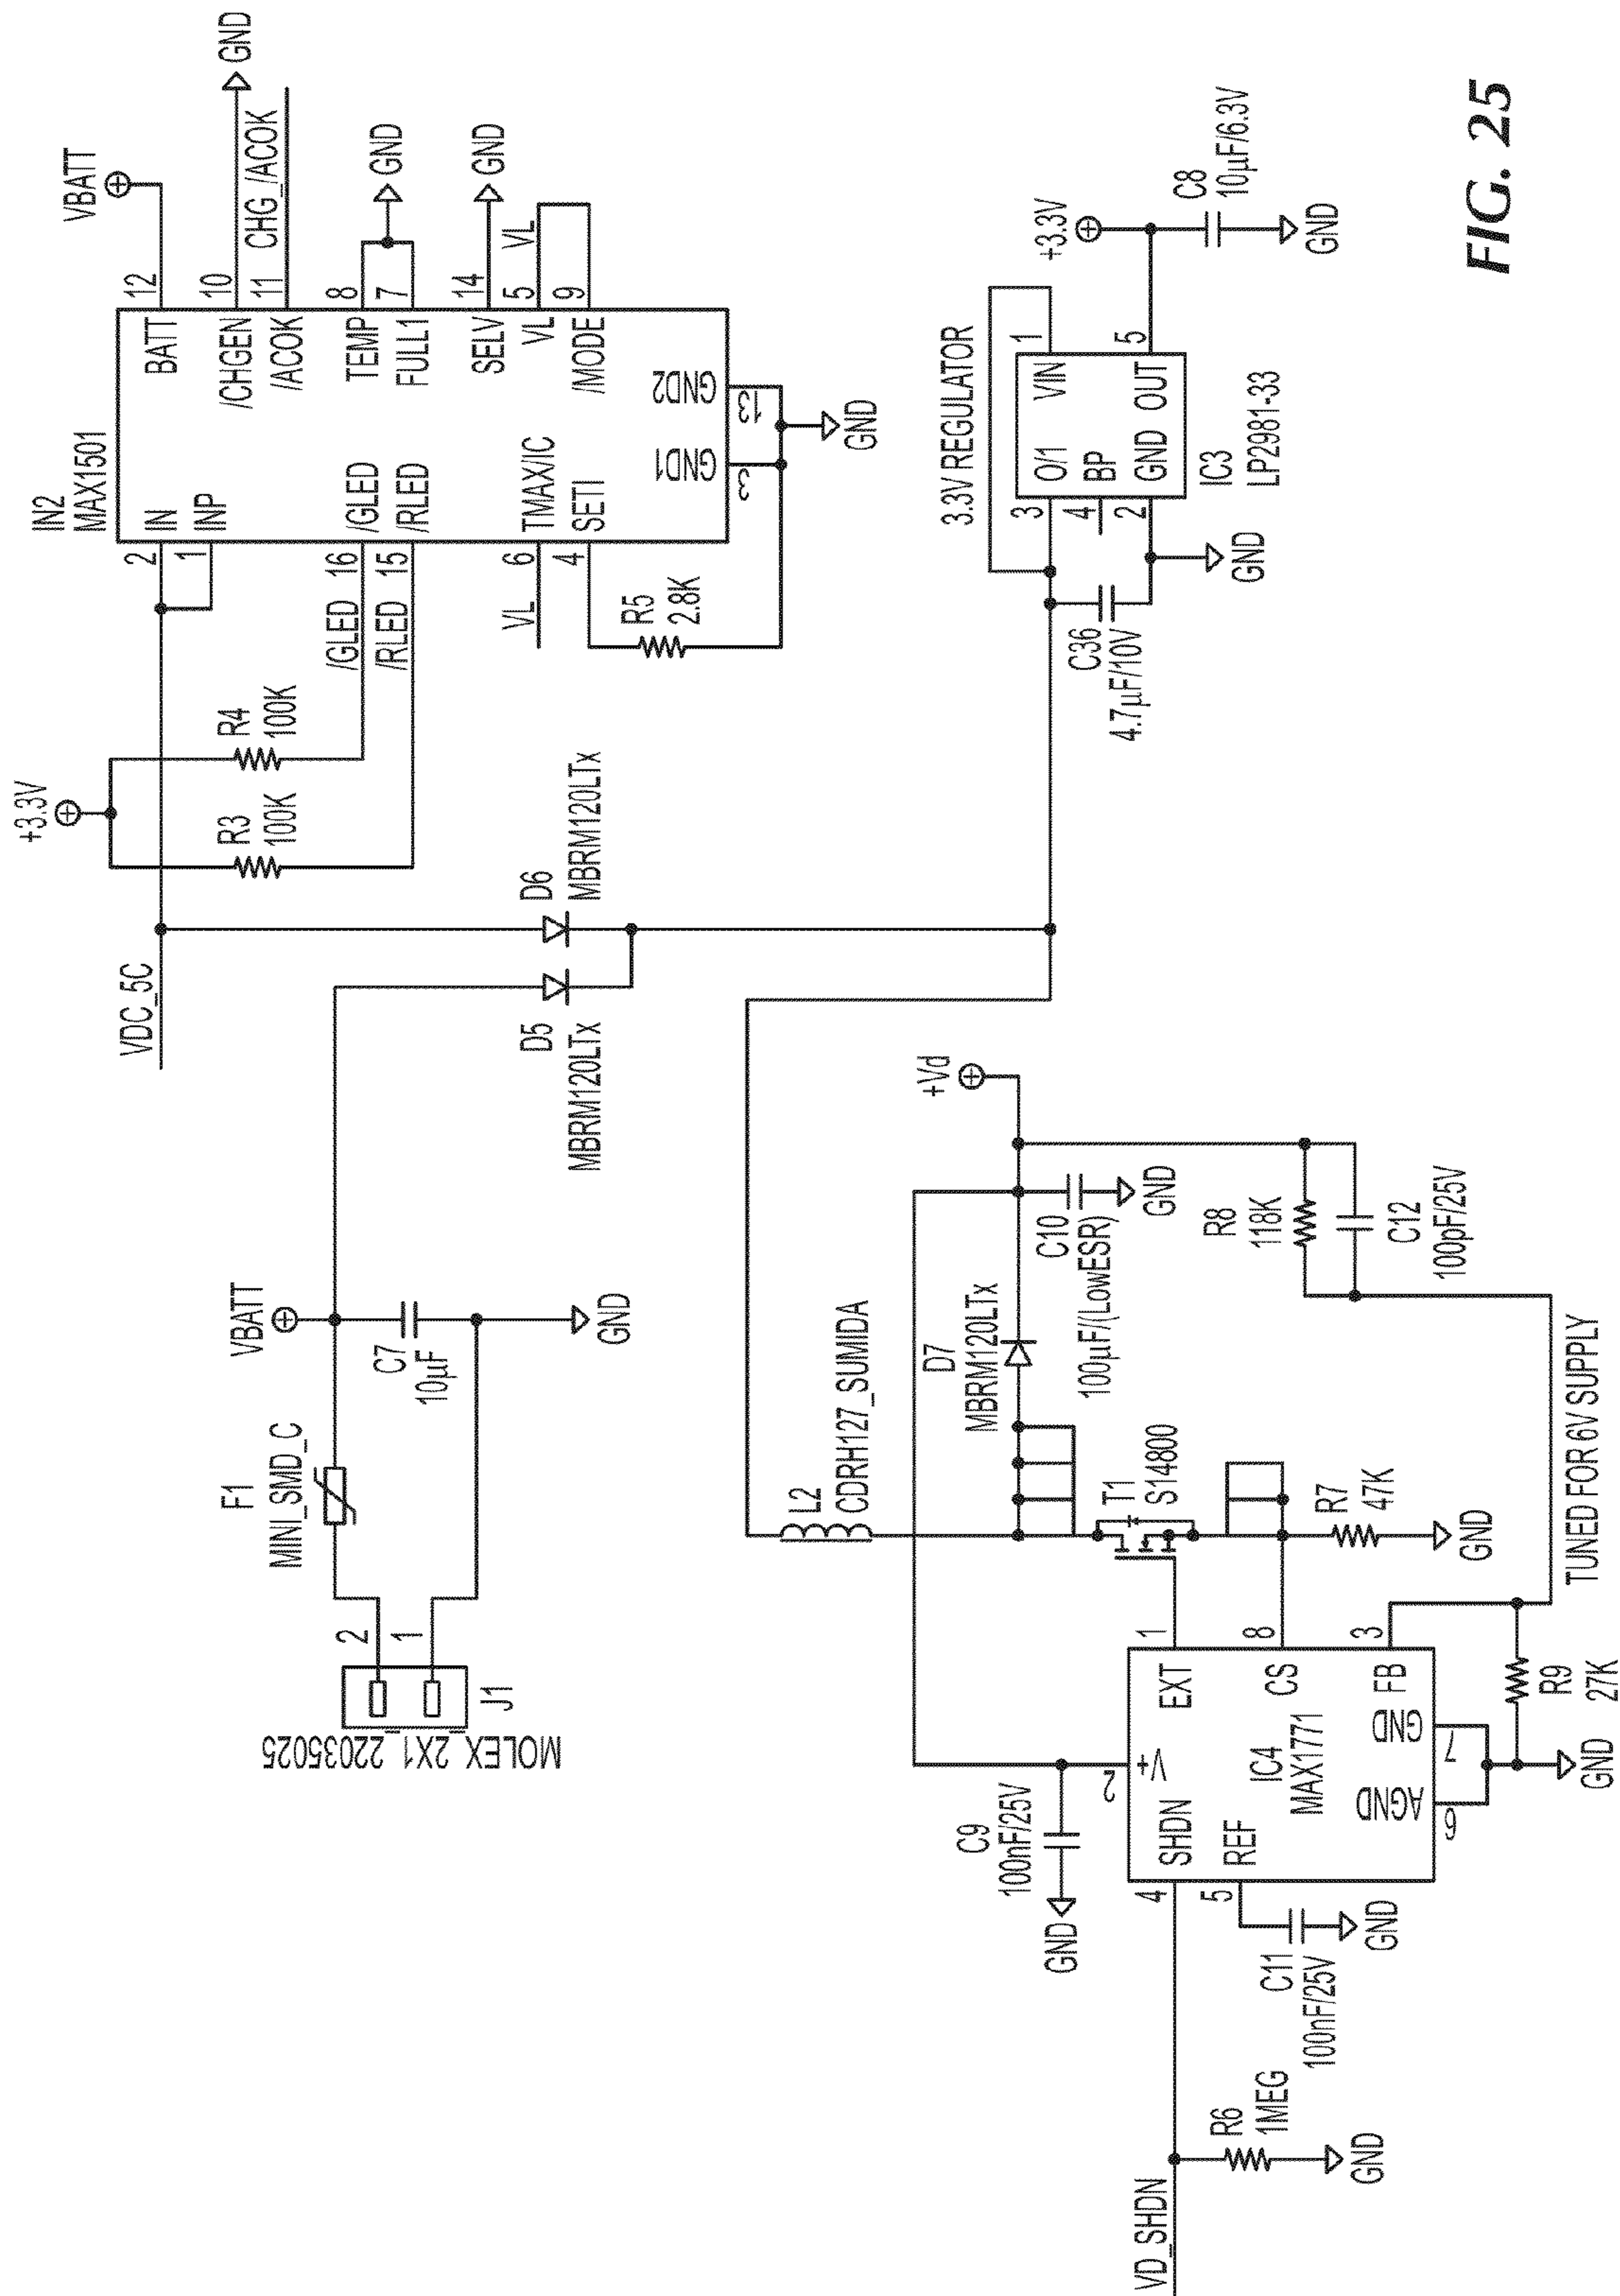 VDC_5C
+3.3V
R3
100K
R4
100K
/GLED
/RLED
VL
R5
2.8K
IN2
MAX1501
2
IN
1
INP
16
/GLED
15
/RLED
6
TMAX/IC
4
SETI
3
GND1
13
GND2
GND
BATT
12
/CHGEN
10
/ACOK
11
TEMP
8
FULL1
7
SELV
14
VL
5
/MODE
9
VBATT
GND
CHG_/ACOK
GND
GND
VL
MOLEX_2X1_22035025
J1
2
1
F1
MINI_SMD_C
VBATT
C7
10µF
GND
D5
MBRM120LTx
D6
MBRM120LTx
3.3V REGULATOR
C36
4.7µF/10V
3
O/1
4
BP
2
GND
VIN
1
OUT
5
IC3
LP2981-33
GND
+3.3V
C8
10µF/6.3V
GND
L2
CDRH127_SUMIDA
D7
MBRM120LTx
+Vd
C10
100µF/(LowESR)
GND
C9
100nF/25V
GND
T1
S14800
R7
47K
GND
R8
118K
C12
100pF/25V
VD_SHDN
R6
1MEG
GND
C11
100nF/25V
GND
4
SHDN
5
REF
2
V+
IC4
MAX1771
EXT
1
CS
8
FB
3
AGND
6
GND
7
R9
27K
GND
TUNED FOR 6V SUPPLY
FIG. 25